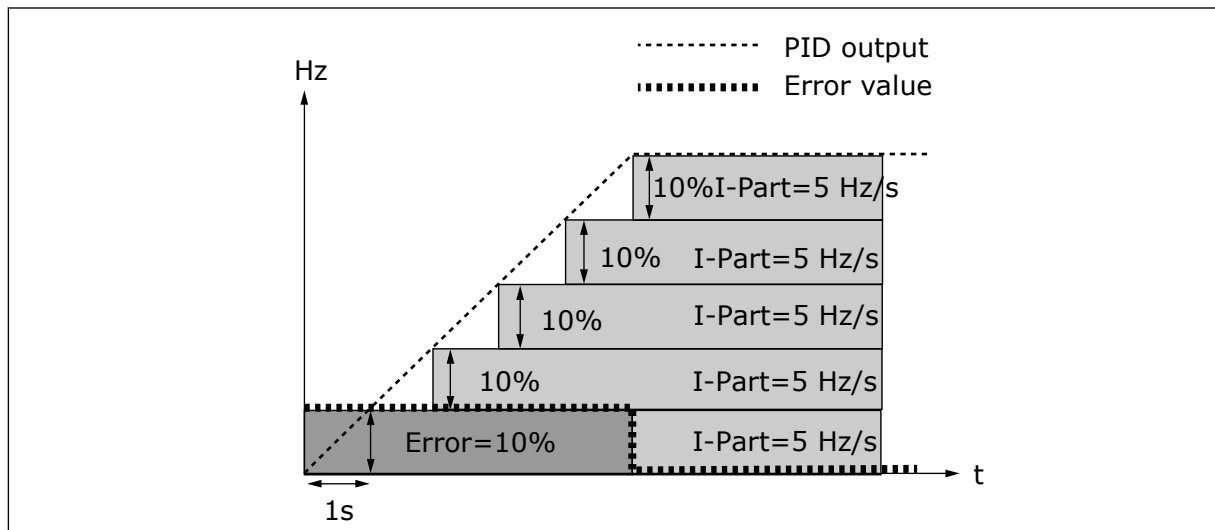 PID output
Hz
Error value
10%I-Part=5 Hz/s
10% I-Part=5 Hz/s
10% I-Part=5 Hz/s
10% I-Part=5 Hz/s
Error=10% I-Part=5 Hz/s
t
1s